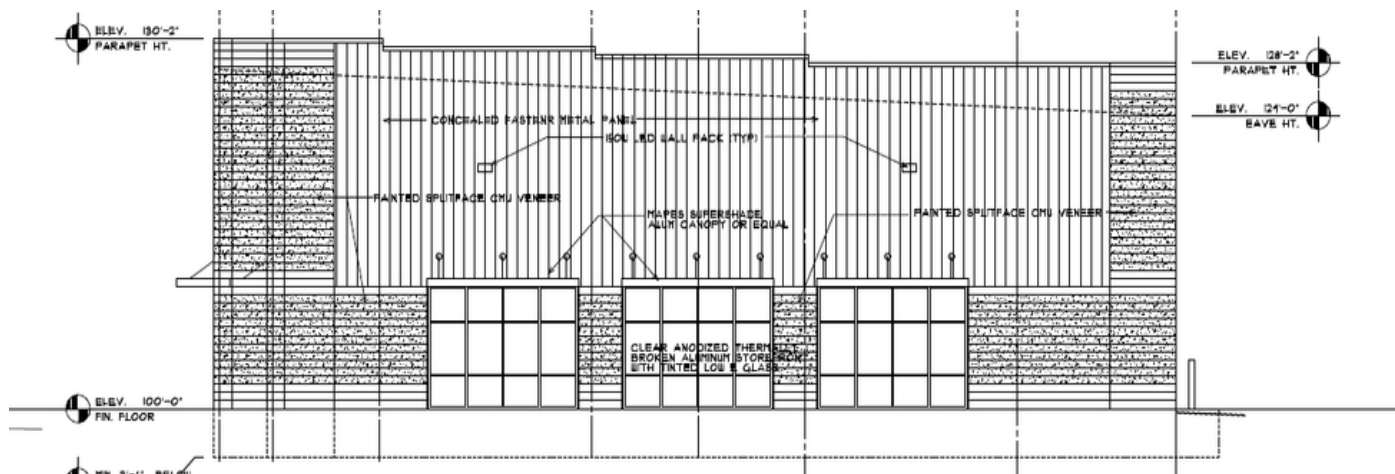 ELEV. 130'-2"
PARAPET HT.
ELEV. 128'-2"
PARAPET HT.
ELEV. 124'-0"
EAVE HT.
CONCEALED FASTENR METAL PANEL
150W LED WALL PACK (TYP)
PAINTED SPLITFACE CMU VENEER
MAPES SUPERSHADE
ALUM CANOPY OR EQUAL
PAINTED SPLITFACE CMU VENEER
CLEAR ANODIZED THERMALLY
BROKEN ALUMINUM STOREFRONT
WITH TINTED LOW E GLASS
ELEV. 100'-0"
FIN. FLOOR
BELOW